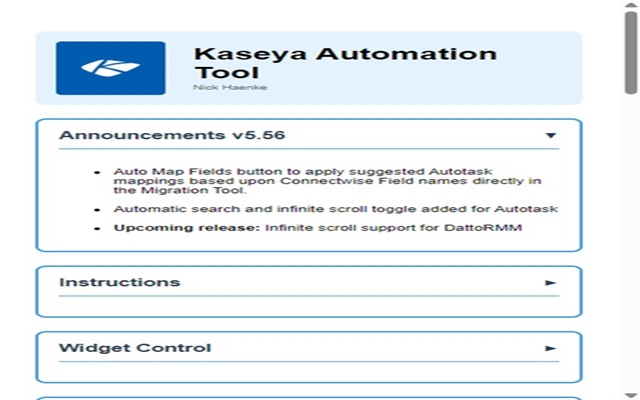 Kaseya Automation
Tool
Nick Haenke
Announcements v5.56
Auto Map Fields button to apply suggested Autotask
mappings based upon Connectwise Field names directly in
the Migration Tool.
Automatic search and infinite scroll toggle added for Autotask
Upcoming release: Infinite scroll support for DattoRMM
Instructions
Widget Control